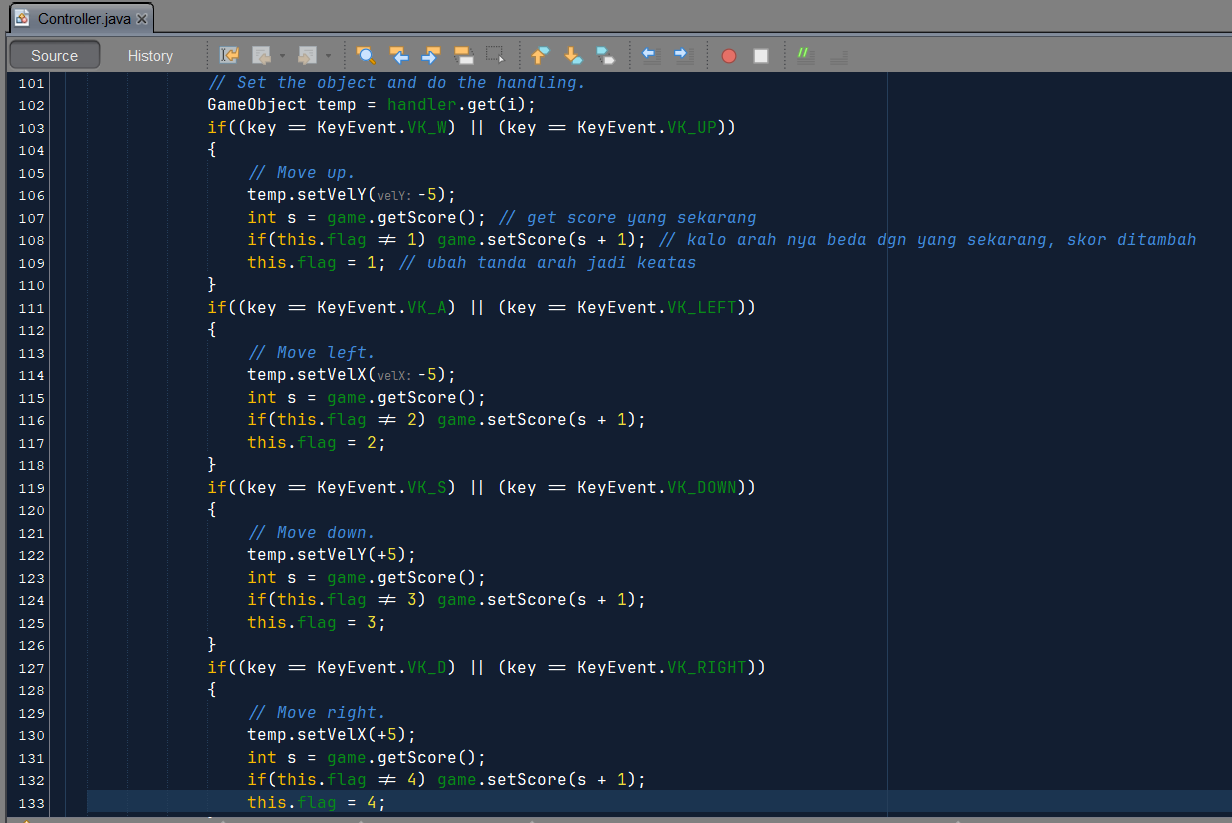 Controller.java
Source History
101 // Set the object and do the handling.
102 GameObject temp = handler.get(i);
103 if((key == KeyEvent.VK_W) || (key == KeyEvent.VK_UP))
104 {
105 // Move up.
106 temp.setVelY(velY: -5);
107 int s = game.getScore(); // get score yang sekarang
108 if(this.flag != 1) game.setScore(s + 1); // kalo arah nya beda dgn yang sekarang, skor ditambah
109 this.flag = 1; // ubah tanda arah jadi keatas
110 }
111 if((key == KeyEvent.VK_A) || (key == KeyEvent.VK_LEFT))
112 {
113 // Move left.
114 temp.setVelX(velX: -5);
115 int s = game.getScore();
116 if(this.flag != 2) game.setScore(s + 1);
117 this.flag = 2;
118 }
119 if((key == KeyEvent.VK_S) || (key == KeyEvent.VK_DOWN))
120 {
121 // Move down.
122 temp.setVelY(+5);
123 int s = game.getScore();
124 if(this.flag != 3) game.setScore(s + 1);
125 this.flag = 3;
126 }
127 if((key == KeyEvent.VK_D) || (key == KeyEvent.VK_RIGHT))
128 {
129 // Move right.
130 temp.setVelX(+5);
131 int s = game.getScore();
132 if(this.flag != 4) game.setScore(s + 1);
133 this.flag = 4;